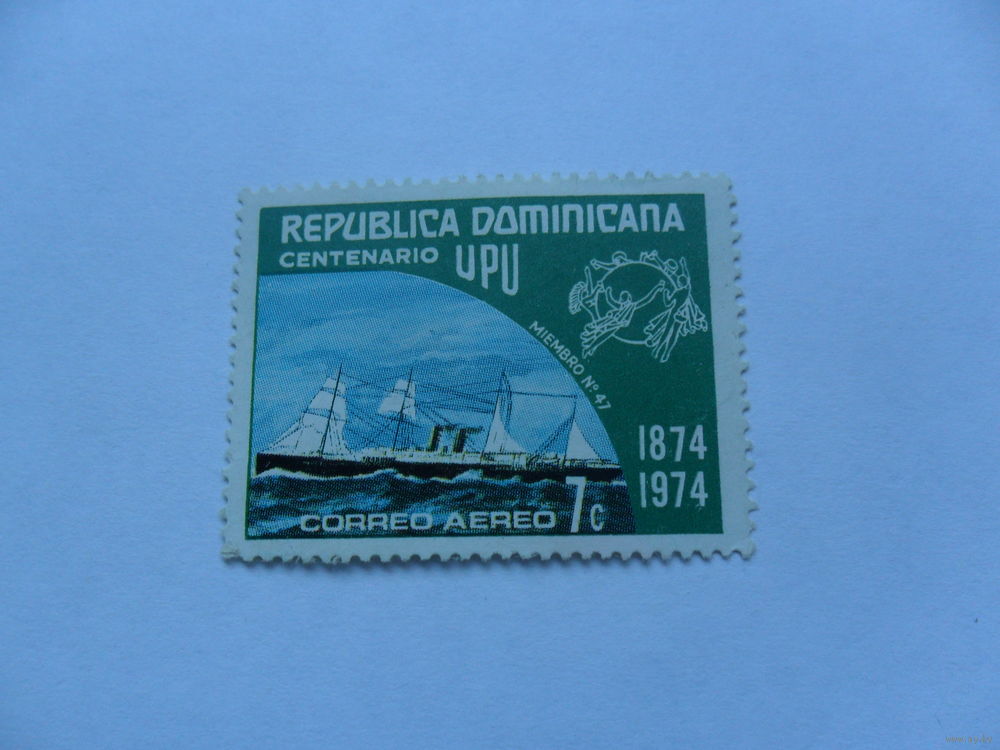 REPUBLICA DOMINICANA
CENTENARIO UPU
MIEMBRO Nº 47
1874
1974
CORREO AEREO 7c